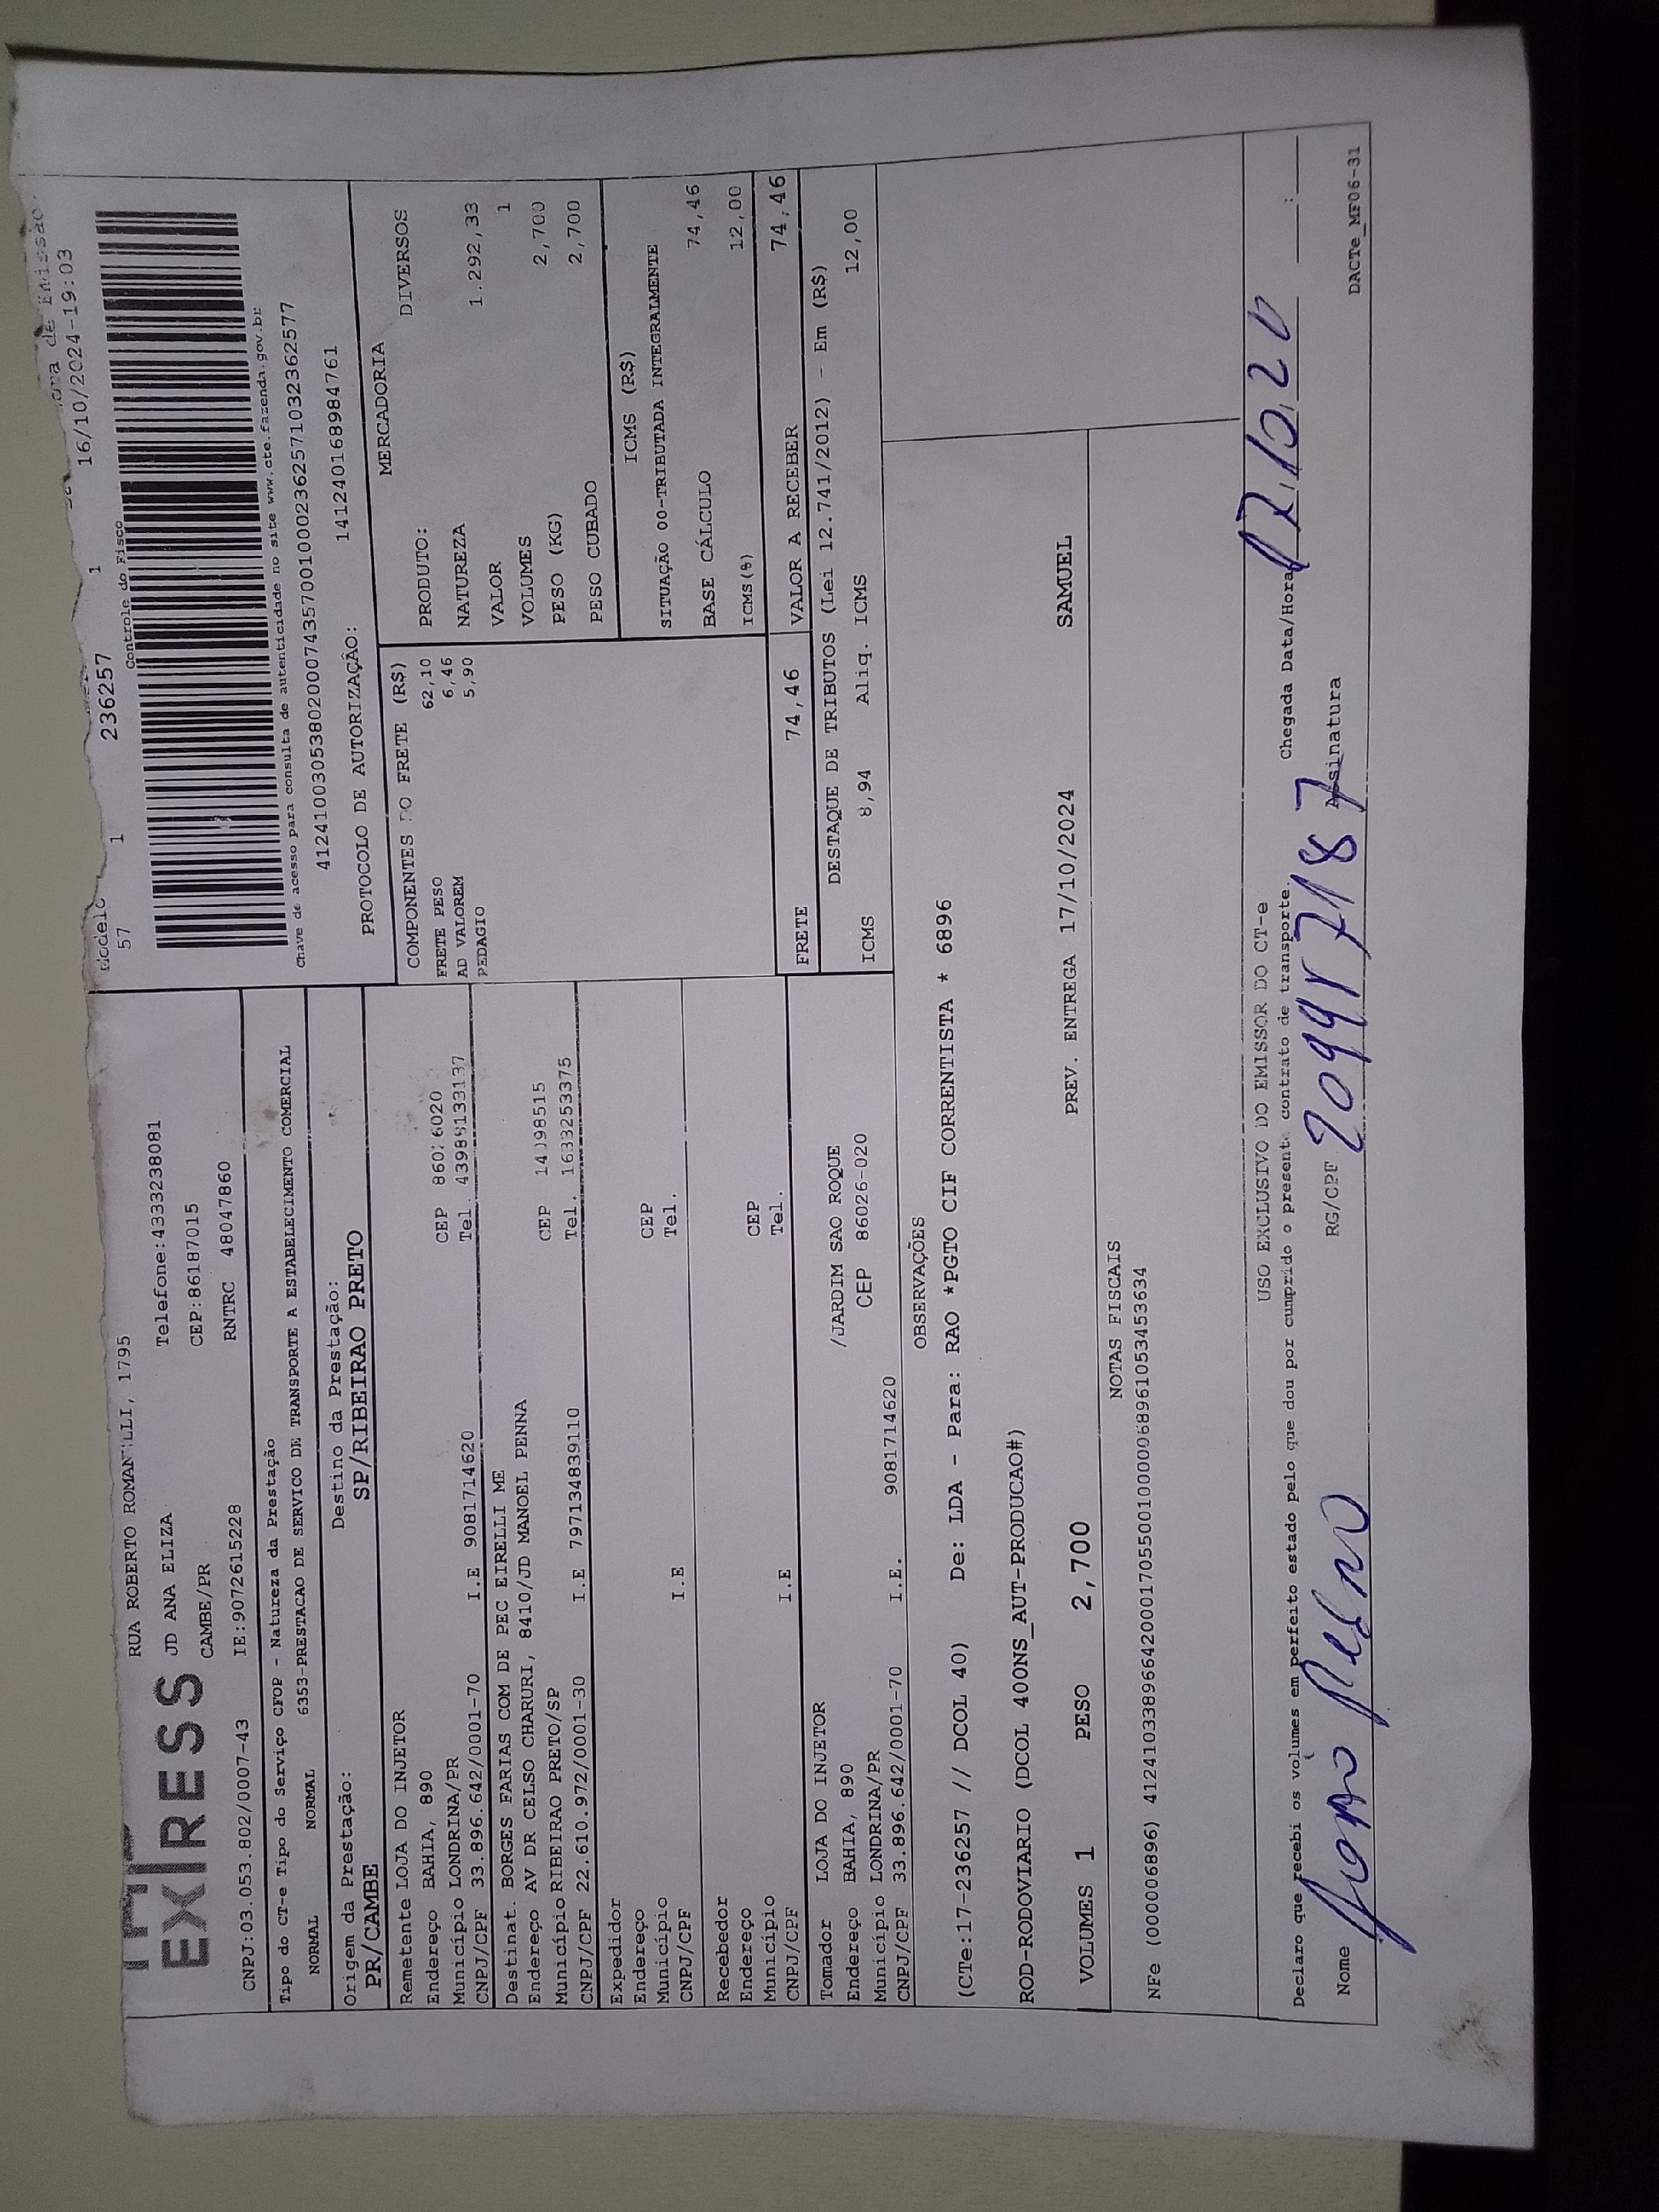 EXPRESS
RUA ROBERTO ROMANELLI, 1795
JD ANA ELIZA Telefone:4333238081
CAMBE/PR CEP:86187015
CNPJ:03.053.802/0007-43 IE:9072615228 RNTRC 48047860
Tipo do CT-e Tipo do Serviço CFOP - Natureza da Prestação
NORMAL NORMAL 6353-PRESTACAO DE SERVICO DE TRANSPORTE A ESTABELECIMENTO COMERCIAL
Origem da Prestação: Destino da Prestação:
PR/CAMBE SP/RIBEIRAO PRETO
Modelo
57 1 236257 1 16/10/2024-19:03
Controle do Fisco
Chave de acesso para consulta de autenticidade no site www.cte.fazenda.gov.br
41241003053802000743570010002362571032362577
PROTOCOLO DE AUTORIZAÇÃO: 141240168984761
Remetente LOJA DO INJETOR
Endereço BAHIA, 890 CEP 86026020
Município LONDRINA/PR Tel. 43985133137
CNPJ/CPF 33.896.642/0001-70 I.E 9081714620
Destinat. BORGES FARIAS COM DE PEC EIRELLI ME
Endereço AV DR CELSO CHARURI, 8410/JD MANOEL PENNA CEP 14098515
Município RIBEIRAO PRETO/SP Tel. 1633253375
CNPJ/CPF 22.610.972/0001-30 I.E 797134839110
Expedidor
Endereço CEP
Município Tel.
CNPJ/CPF I.E
Recebedor
Endereço CEP
Município Tel.
CNPJ/CPF I.E
Tomador LOJA DO INJETOR
Endereço BAHIA, 890 /JARDIM SAO ROQUE
Município LONDRINA/PR CEP 86026-020
CNPJ/CPF 33.896.642/0001-70 I.E. 9081714620
COMPONENTES DO FRETE (R$)
FRETE PESO 62,10
AD VALOREM 6,46
PEDAGIO 5,90
MERCADORIA
PRODUTO: DIVERSOS
NATUREZA
VALOR 1.292,33
VOLUMES 1
PESO (KG) 2,700
PESO CUBADO 2,700
ICMS (R$)
SITUAÇÃO 00-TRIBUTADA INTEGRALMENTE
BASE CÁLCULO 74,46
ICMS(%) 12,00
FRETE 74,46 VALOR A RECEBER 74,46
DESTAQUE DE TRIBUTOS (Lei 12.741/2012) - Em (R$)
ICMS 8,94 Aliq. ICMS 12,00
OBSERVAÇÕES
(CTe:17-236257 // DCOL 40) De: LDA - Para: RAO *PGTO CIF CORRENTISTA * 6896
ROD-RODOVIARIO (DCOL 400NS_AUT-PRODUCAO#)
VOLUMES 1 PESO 2,700 PREV. ENTREGA 17/10/2024 SAMUEL
NOTAS FISCAIS
NFe (000006896) 41241033896642000170550010000068961053453634
USO EXCLUSIVO DO EMISSOR DO CT-e
Declaro que recebi os volumes em perfeito estado pelo que dou por cumprido o presente contrato de transporte. Chegada Data/Hora 17/10/20 :
Nome RG/CPF Assinatura
DACTe_MF06-31